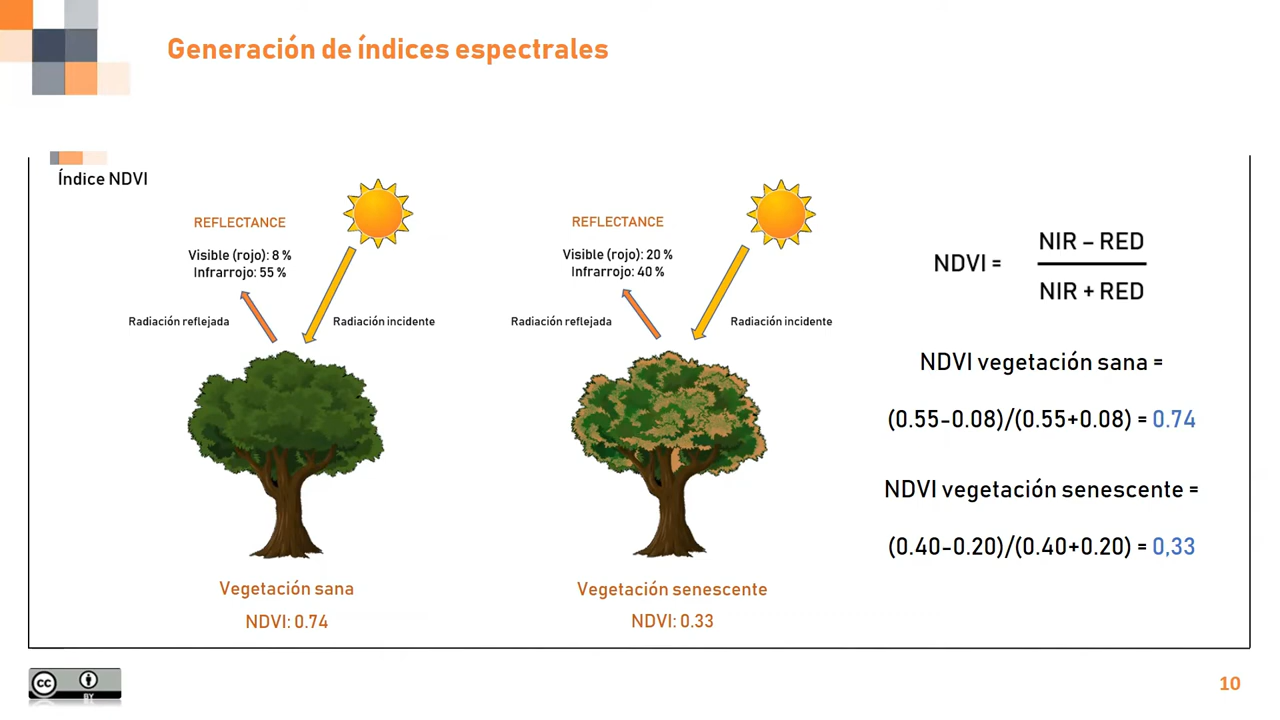 Generación de índices espectrales
Índice NDVI
REFLECTANCE
Visible (rojo): 8 %
Infrarrojo: 55 %
Radiación reflejada
Radiación incidente
Vegetación sana
NDVI: 0.74
REFLECTANCE
Visible (rojo): 20 %
Infrarrojo: 40 %
Radiación reflejada
Radiación incidente
Vegetación senescente
NDVI: 0.33
NDVI =
NIR – RED
NIR + RED
NDVI vegetación sana =
(0.55-0.08)/(0.55+0.08) = 0.74
NDVI vegetación senescente =
(0.40-0.20)/(0.40+0.20) = 0,33
cc
BY
10